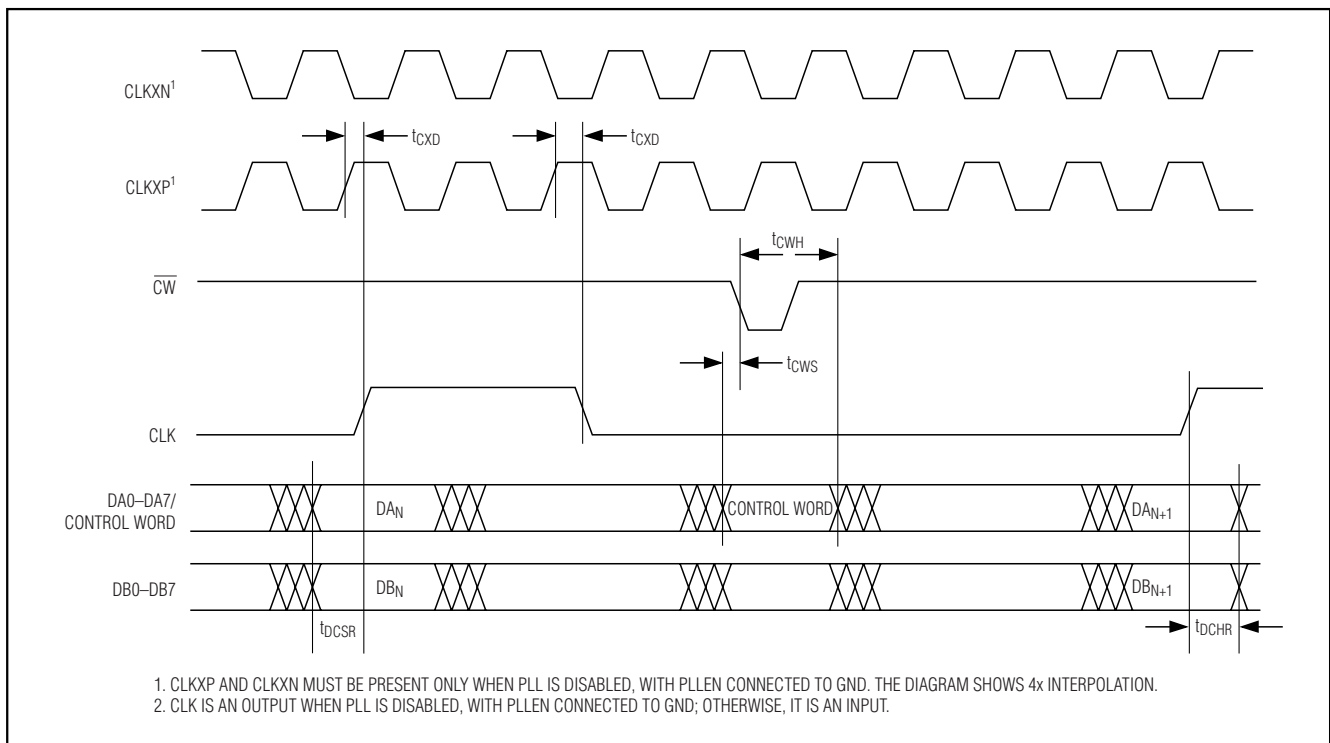 CLKXN1
tCXD
tCXD
CLKXP1
tCWH
CW
tCWS
CLK
DA0–DA7/
CONTROL WORD
DAN
CONTROL WORD
DAN+1
DB0–DB7
DBN
DBN+1
tDCSR
tDCHR
1. CLKXP AND CLKXN MUST BE PRESENT ONLY WHEN PLL IS DISABLED, WITH PLLEN CONNECTED TO GND. THE DIAGRAM SHOWS 4x INTERPOLATION.
2. CLK IS AN OUTPUT WHEN PLL IS DISABLED, WITH PLLEN CONNECTED TO GND; OTHERWISE, IT IS AN INPUT.